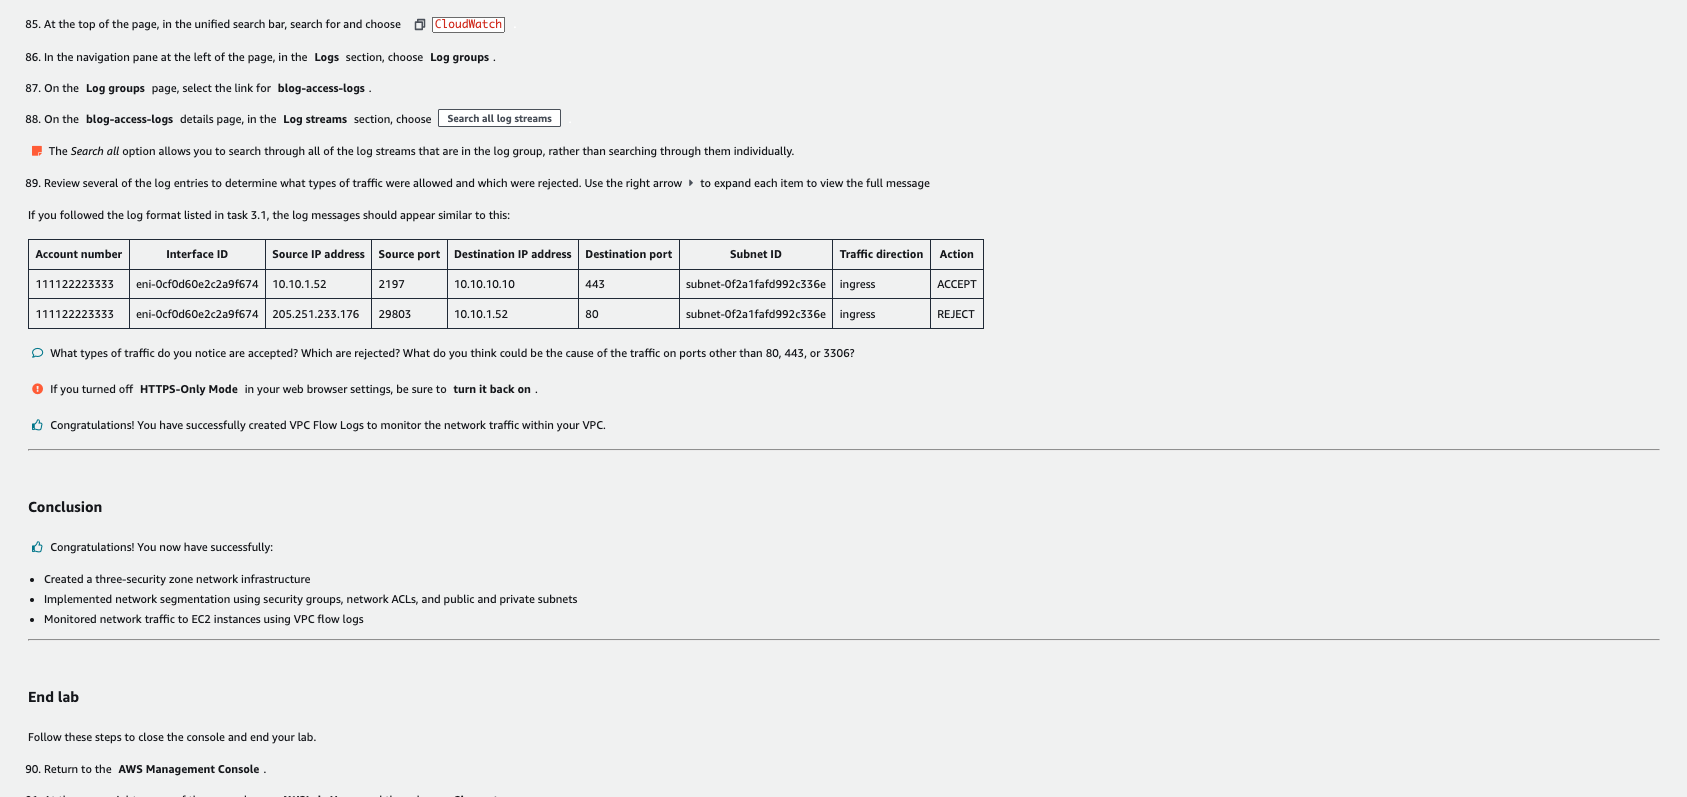 85. At the top of the page, in the unified search bar, search for and choose CloudWatch
86. In the navigation pane at the left of the page, in the Logs section, choose Log groups .
87. On the Log groups page, select the link for blog-access-logs .
88. On the blog-access-logs details page, in the Log streams section, choose Search all log streams
The Search all option allows you to search through all of the log streams that are in the log group, rather than searching through them individually.
89. Review several of the log entries to determine what types of traffic were allowed and which were rejected. Use the right arrow to expand each item to view the full message
If you followed the log format listed in task 3.1, the log messages should appear similar to this:
Account number Interface ID Source IP address Source port Destination IP address Destination port Subnet ID Traffic direction Action
111122223333 eni-0cf0d60e2c2a9f674 10.10.1.52 2197 10.10.10.10 443 subnet-0f2a1fafd992c336e ingress ACCEPT
111122223333 eni-0cf0d60e2c2a9f674 205.251.233.176 29803 10.10.1.52 80 subnet-0f2a1fafd992c336e ingress REJECT
What types of traffic do you notice are accepted? Which are rejected? What do you think could be the cause of the traffic on ports other than 80, 443, or 3306?
If you turned off HTTPS-Only Mode in your web browser settings, be sure to turn it back on .
Congratulations! You have successfully created VPC Flow Logs to monitor the network traffic within your VPC.
Conclusion
Congratulations! You now have successfully:
• Created a three-security zone network infrastructure
• Implemented network segmentation using security groups, network ACLs, and public and private subnets
• Monitored network traffic to EC2 instances using VPC flow logs
End lab
Follow these steps to close the console and end your lab.
90. Return to the AWS Management Console .